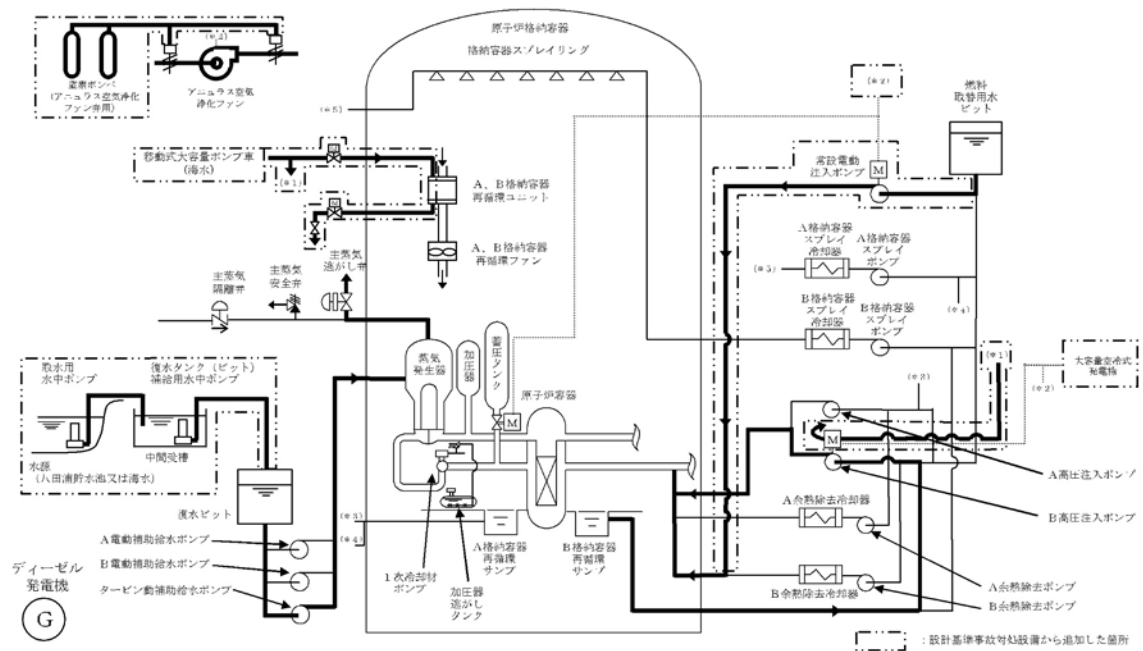 原子炉格納容器
格納容器スプレイリング
窒素ボンベ
(アニュラス空気浄化
ファン弁用)
(*2)
アニュラス空気
浄化ファン
(*5)
(*2)
燃料
取替用水
ピット
移動式大容量ポンプ車
(海水)
(*1)
M
M
A、B格納容器
再循環ユニット
A、B格納容器
再循環ファン
常設電動
注入ポンプ
M
A格納容器
スプレイ
冷却器
A格納容器
スプレイ
ポンプ
(*4)
B格納容器
スプレイ
冷却器
B格納容器
スプレイ
ポンプ
主蒸気
隔離弁
主蒸気
安全弁
主蒸気
逃がし弁
蒸気
発生器
加圧器
蓄圧タンク
原子炉容器
M
(*1)
大容量空冷式
発電機
(*2)
(*3)
M
取水用
水中ポンプ
復水タンク(ピット)
補給用水中ポンプ
中間受槽
水源
(八田浦貯水池又は海水)
復水ピット
A高圧注入ポンプ
B高圧注入ポンプ
A余熱除去冷却器
B余熱除去冷却器
A余熱除去ポンプ
B余熱除去ポンプ
(*3)
(*4)
A格納容器
再循環
サンプ
B格納容器
再循環
サンプ
1次冷却材
ポンプ
加圧器
逃がし
タンク
A電動補助給水ポンプ
B電動補助給水ポンプ
タービン動補助給水ポンプ
ディーゼル
発電機
G
:設計基準事故対処設備から追加した箇所